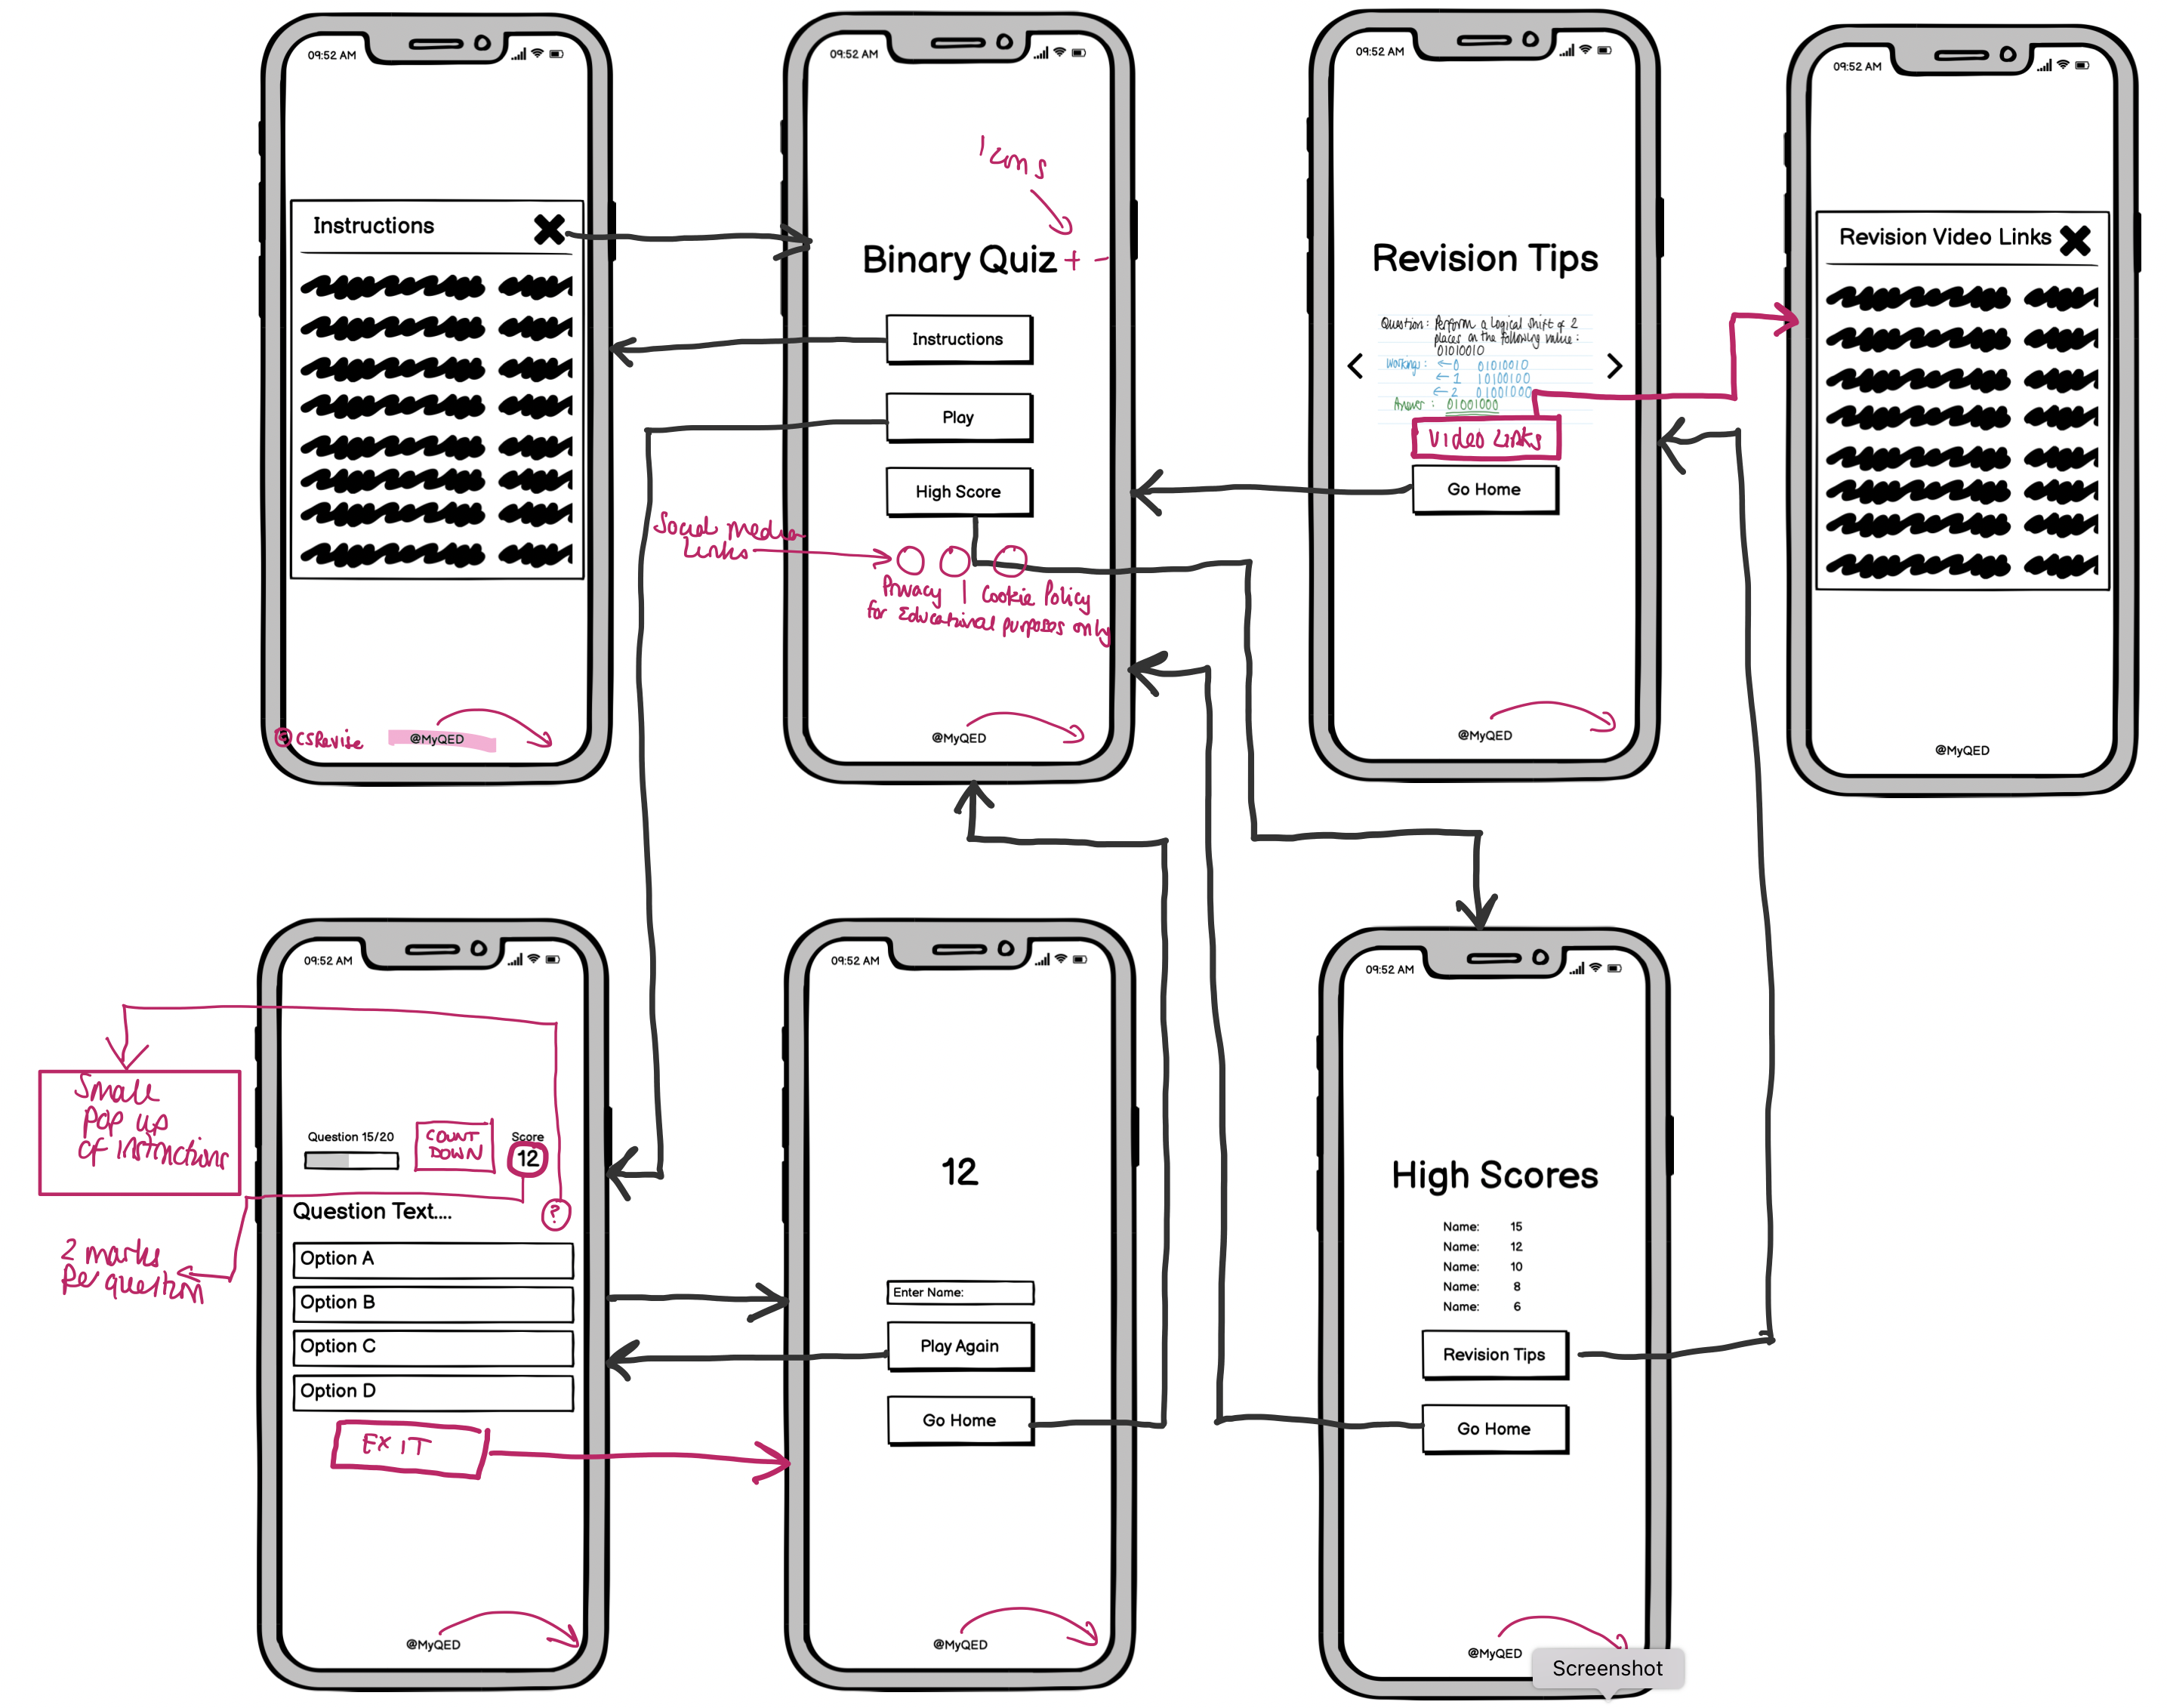 09:52 AM
Instructions
@CSRevise
@MyQED
09:52 AM
Icons
Binary Quiz + -
Instructions
Play
High Score
Social Media
Links
Privacy | Cookie Policy
for Educational purposes only
@MyQED
09:52 AM
Revision Tips
Question: Perform a Logical Shift of 2
places on the following value:
01010010
Workings: ←0 01010010
←1 10100100
←2 01001000
Answer: 01001000
Video Links
Go Home
@MyQED
09:52 AM
Revision Video Links
@MyQED
Small
pop up
of instructions
2 marks
per question
09:52 AM
Question 15/20
COUNT
DOWN
Score
12
Question Text....
?
Option A
Option B
Option C
Option D
EXIT
@MyQED
09:52 AM
12
Enter Name:
Play Again
Go Home
@MyQED
09:52 AM
High Scores
Name: 15
Name: 12
Name: 10
Name: 8
Name: 6
Revision Tips
Go Home
@MyQED
Screenshot